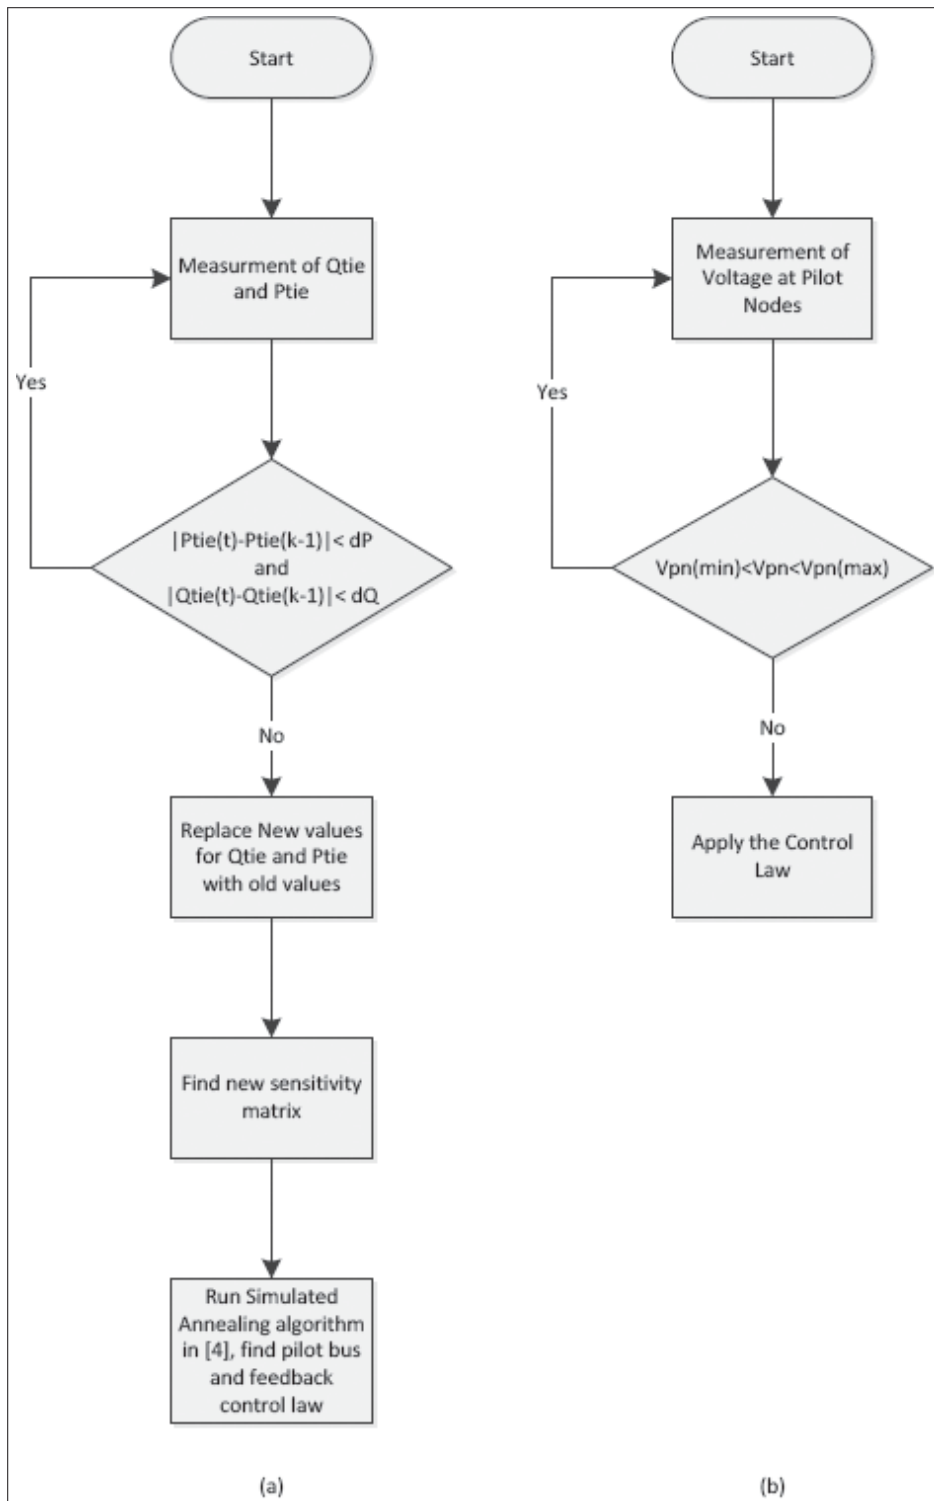 Start
Measurment of Qtie
and Ptie
Yes
|Ptie(t)-Ptie(k-1)|< dP
and
|Qtie(t)-Qtie(k-1)|< dQ
No
Replace New values
for Qtie and Ptie
with old values
Find new sensitivity
matrix
Run Simulated
Annealing algorithm
in [4], find pilot bus
and feedback
control law
(a)
Start
Measurement of
Voltage at Pilot
Nodes
Yes
Vpn(min)<Vpn<Vpn(max)
No
Apply the Control
Law
(b)